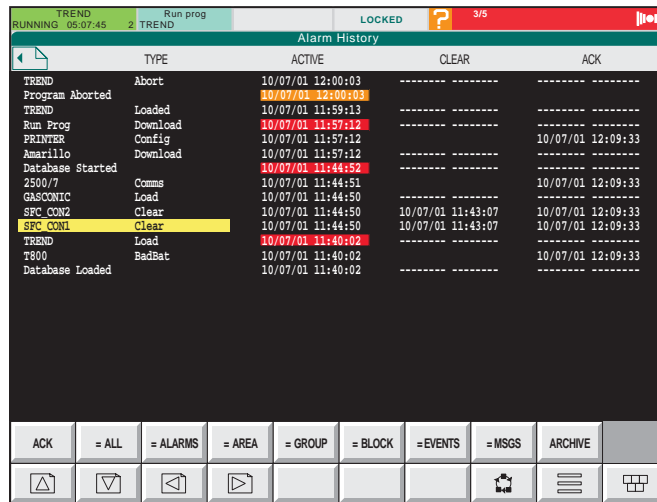 TREND Run prog LOCKED ? 3/5
RUNNING 05:07:45 2 TREND
Alarm History
TYPE ACTIVE CLEAR ACK
TREND Abort 10/07/01 12:00:03 -------- -------- -------- --------
Program Aborted 10/07/01 12:00:03
TREND Loaded 10/07/01 11:59:13 -------- -------- -------- --------
Run Prog Download 10/07/01 11:57:12 -------- -------- -------- --------
PRINTER Config 10/07/01 11:57:12 10/07/01 12:09:33
Amarillo Download 10/07/01 11:57:12 -------- -------- -------- --------
Database Started 10/07/01 11:44:52 -------- -------- -------- --------
2500/7 Comms 10/07/01 11:44:51 10/07/01 12:09:33
GASCONIC Load 10/07/01 11:44:50 -------- -------- -------- --------
SFC_CON2 Clear 10/07/01 11:44:50 10/07/01 11:43:07 10/07/01 12:09:33
SFC_CON1 Clear 10/07/01 11:44:50 10/07/01 11:43:07 10/07/01 12:09:33
TREND Load 10/07/01 11:40:02 -------- -------- -------- --------
T800 BadBat 10/07/01 11:40:02 10/07/01 12:09:33
Database Loaded 10/07/01 11:40:02 -------- -------- -------- --------
ACK = ALL = ALARMS = AREA = GROUP = BLOCK = EVENTS = MSGS ARCHIVE